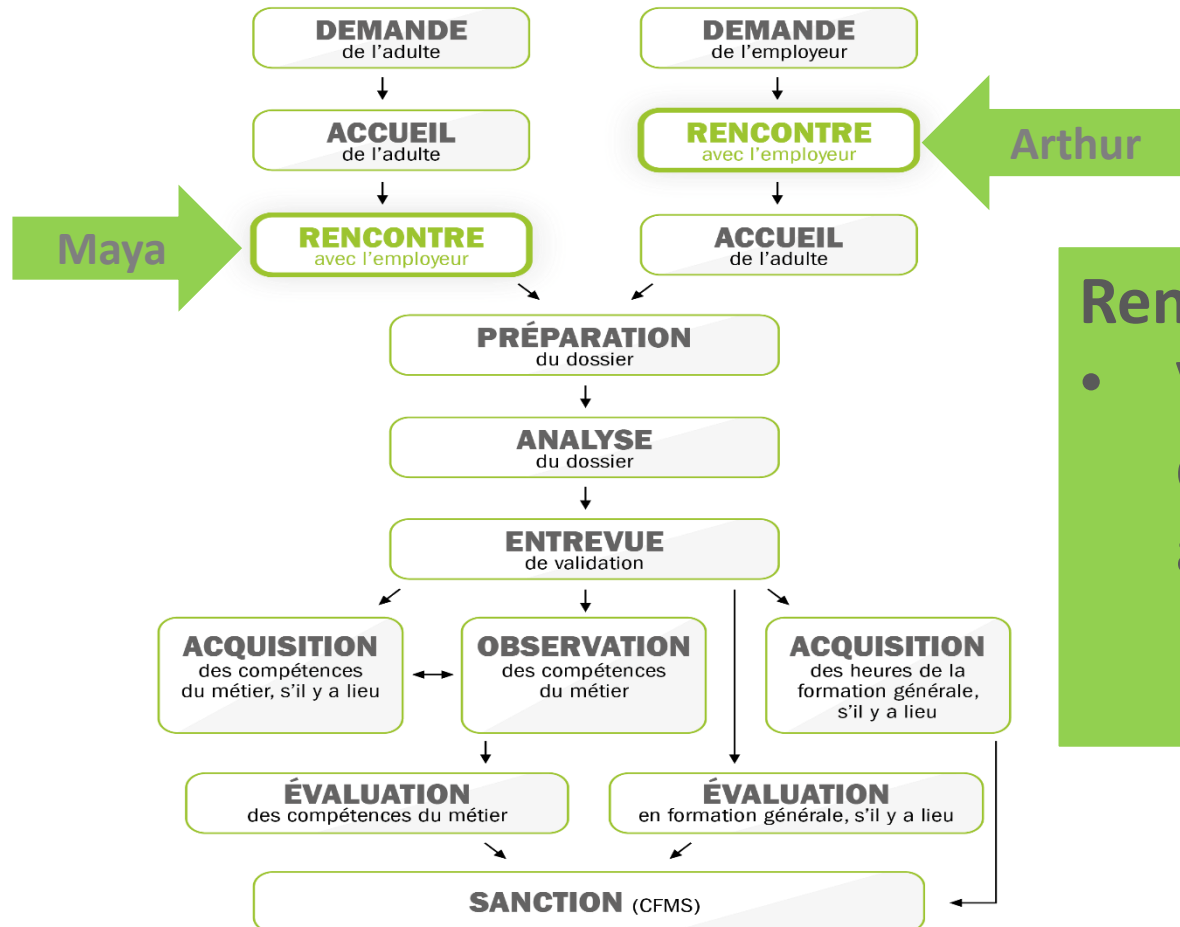 DEMANDE
de l'adulte
DEMANDE
de l'employeur
ACCUEIL
de l'adulte
RENCONTRE
avec l'employeur
Arthur
Maya
RENCONTRE
avec l'employeur
ACCUEIL
de l'adulte
PRÉPARATION
du dossier
ANALYSE
du dossier
ENTREVUE
de validation
ACQUISITION
des compétences
du métier, s'il y a lieu
OBSERVATION
des compétences
du métier
ACQUISITION
des heures de la
formation générale,
s'il y a lieu
ÉVALUATION
des compétences du métier
ÉVALUATION
en formation générale, s'il y a lieu
SANCTION (CFMS)